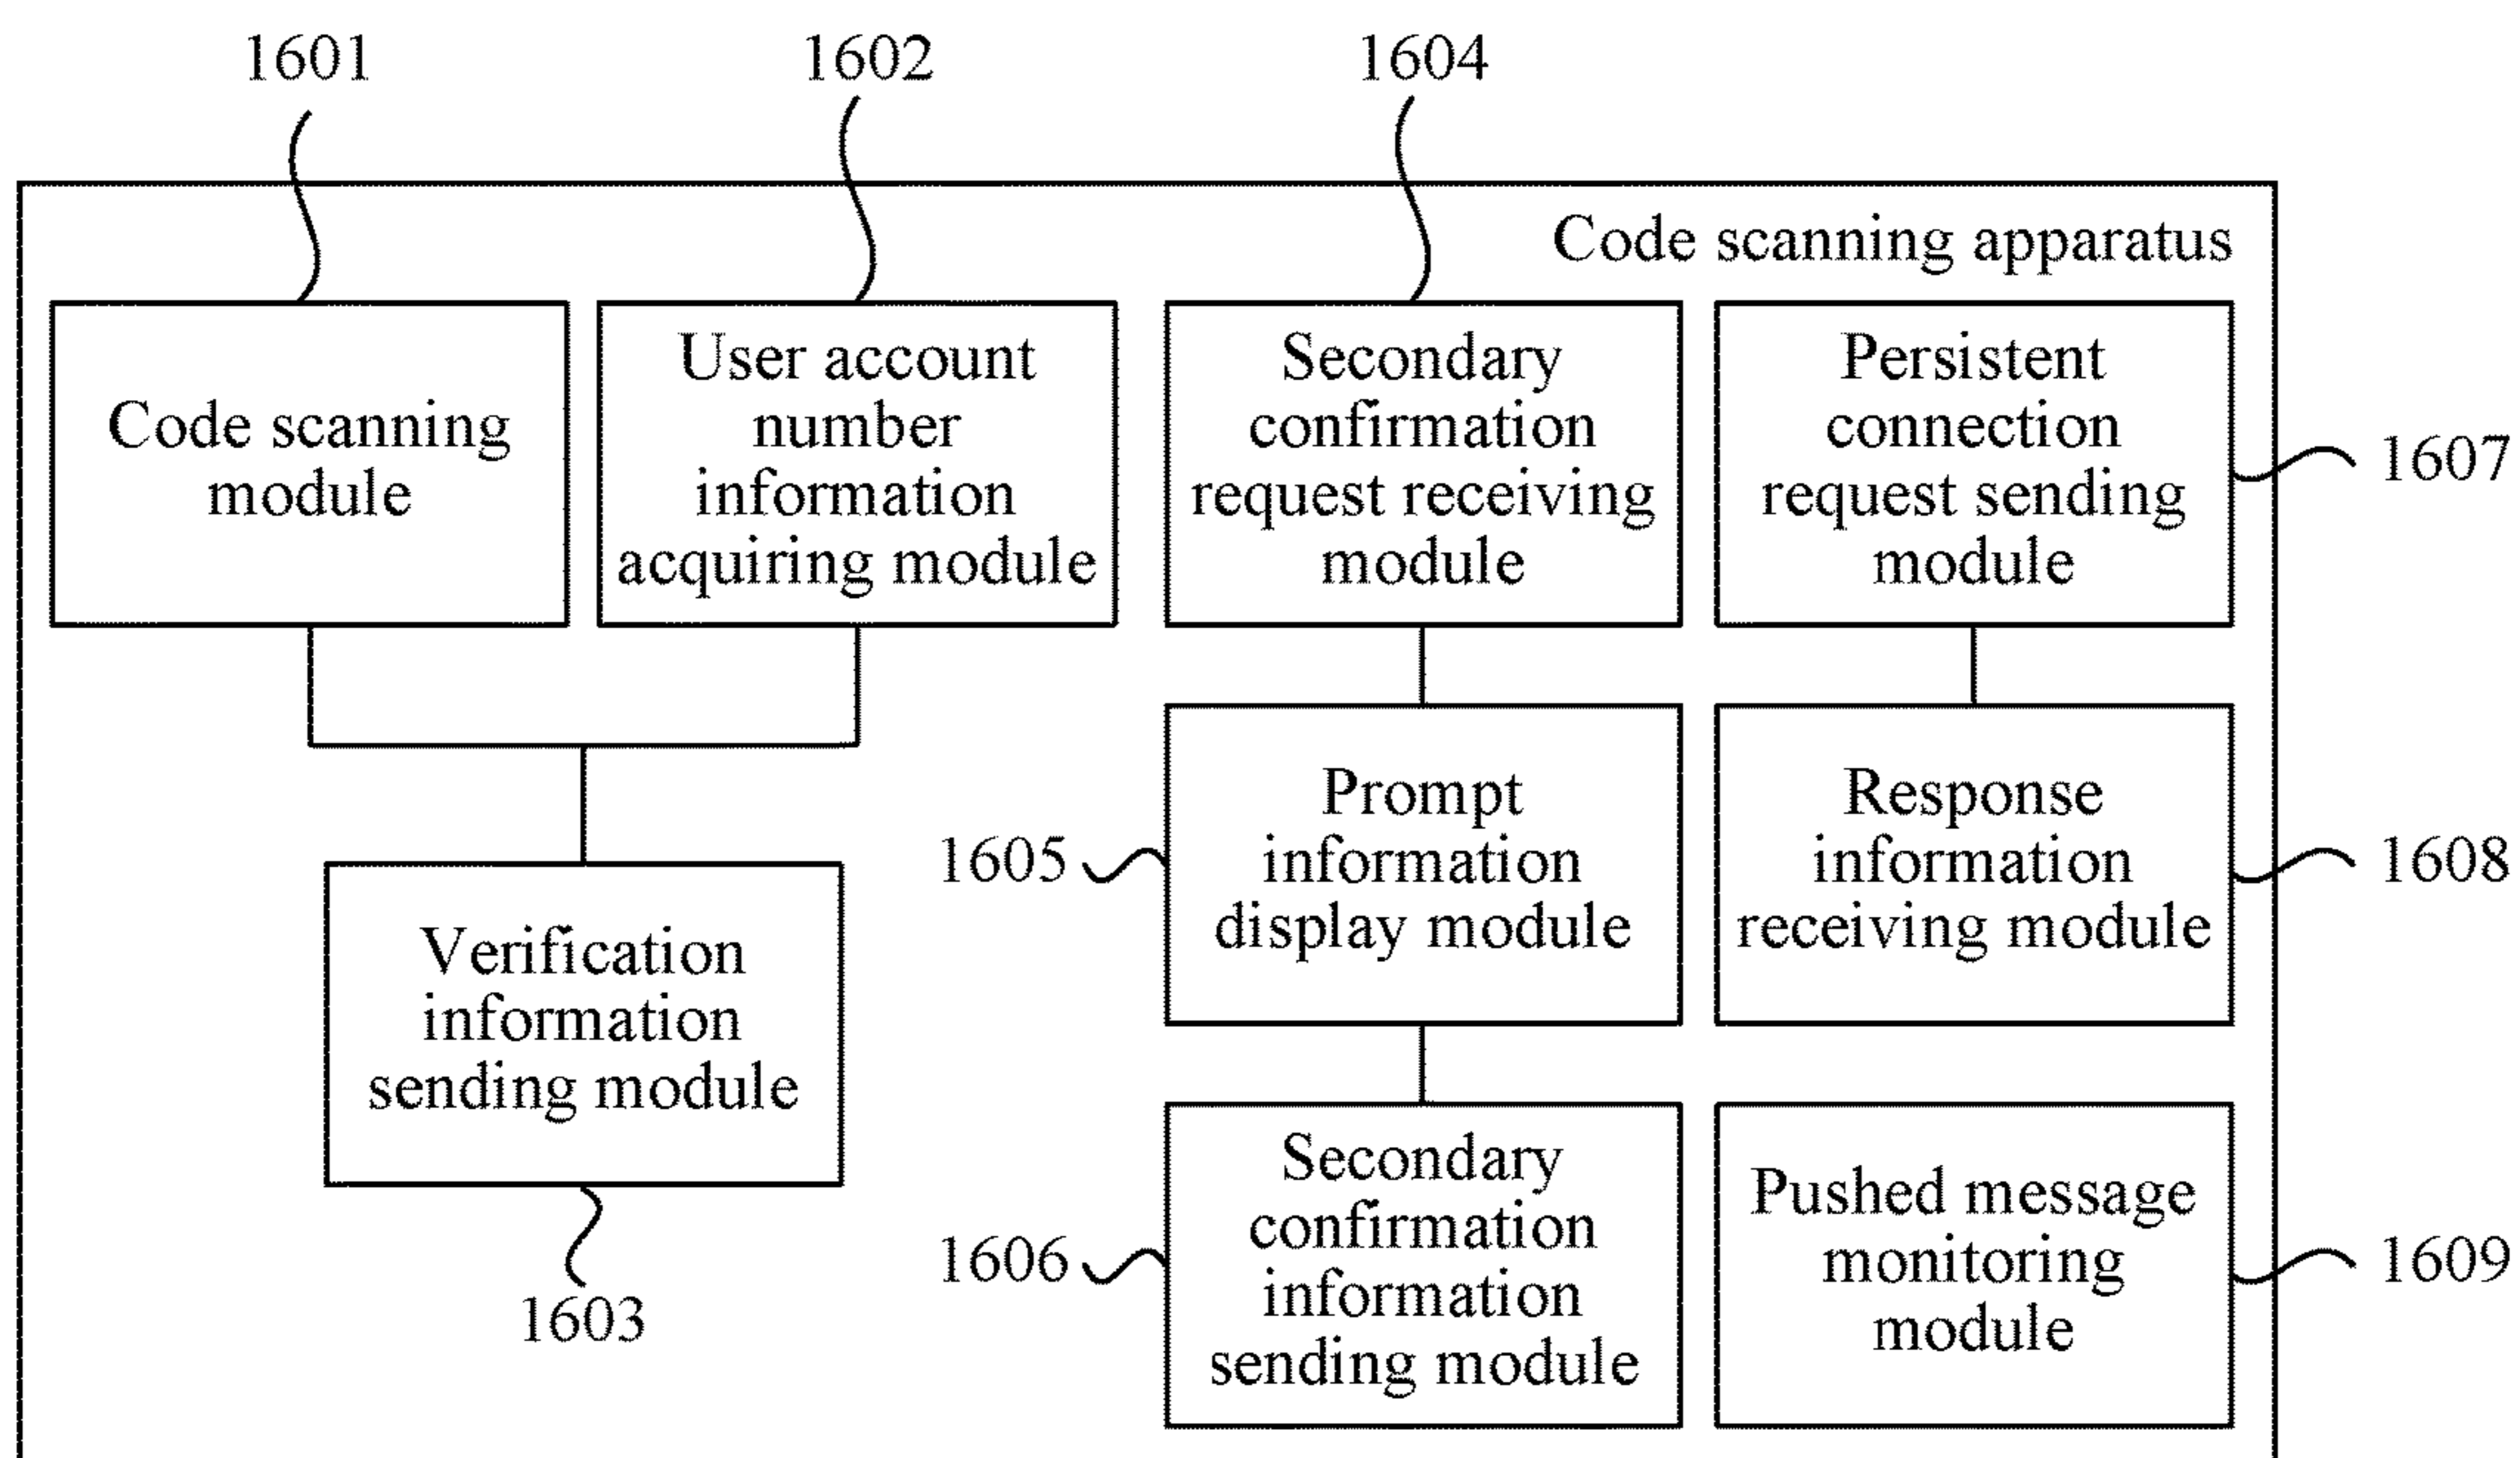 1601
1602
1604
Code scanning apparatus
Code scanning
module
User account
number
information
acquiring module
Secondary
confirmation
request receiving
module
Persistent
connection
request sending
module
1607
1605
Prompt
information
display module
Response
information
receiving module
1608
Verification
information
sending module
1603
1606
Secondary
confirmation
information
sending module
Pushed message
monitoring
module
1609